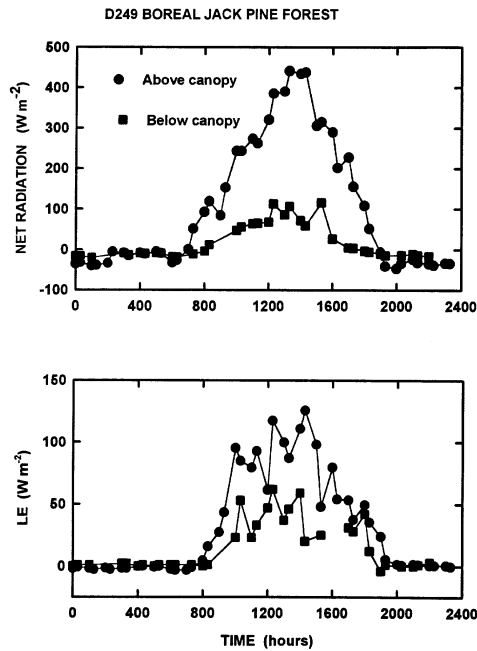 D249 BOREAL JACK PINE FOREST
500
400
300
200
100
0
-100
NET RADIATION (W m-2)
Above canopy
Below canopy
0 400 800 1200 1600 2000 2400
150
100
50
0
LE (W m-2)
0 400 800 1200 1600 2000 2400
TIME (hours)